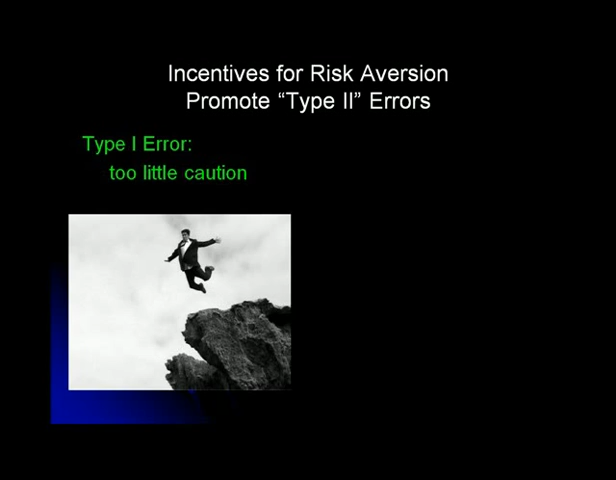 Incentives for Risk Aversion
Promote “Type II” Errors
Type I Error:
too little caution